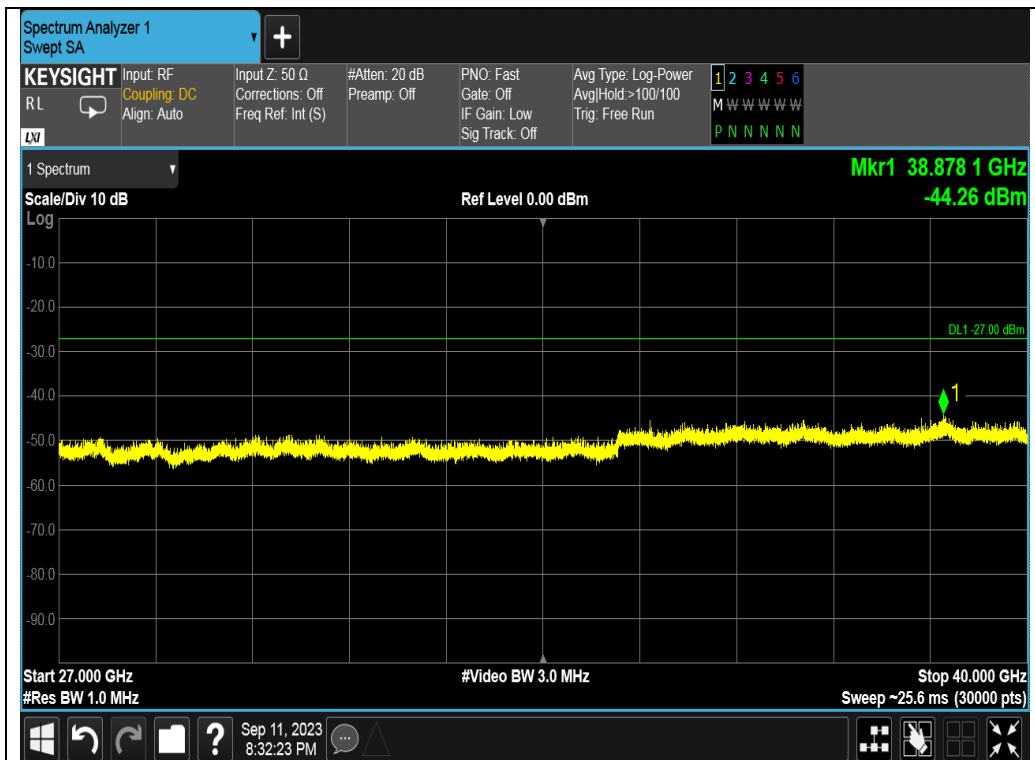 Spectrum Analyzer 1
Swept SA
KEYSIGHT
RL
LXI
Input: RF
Coupling: DC
Align: Auto
Input Z: 50 Ω
Corrections: Off
Freq Ref: Int (S)
#Atten: 20 dB
Preamp: Off
PNO: Fast
Gate: Off
IF Gain: Low
Sig Track: Off
Avg Type: Log-Power
Avg|Hold:>100/100
Trig: Free Run
1 2 3 4 5 6
M W W W W W
P N N N N N
1 Spectrum
Mkr1 38.878 1 GHz
-44.26 dBm
Scale/Div 10 dB
Ref Level 0.00 dBm
Log
-10.0
-20.0
DL1 -27.00 dBm
-30.0
-40.0
1
-50.0
-60.0
-70.0
-80.0
-90.0
Start 27.000 GHz
#Video BW 3.0 MHz
Stop 40.000 GHz
#Res BW 1.0 MHz
Sweep ~25.6 ms (30000 pts)
?
Sep 11, 2023
8:32:23 PM